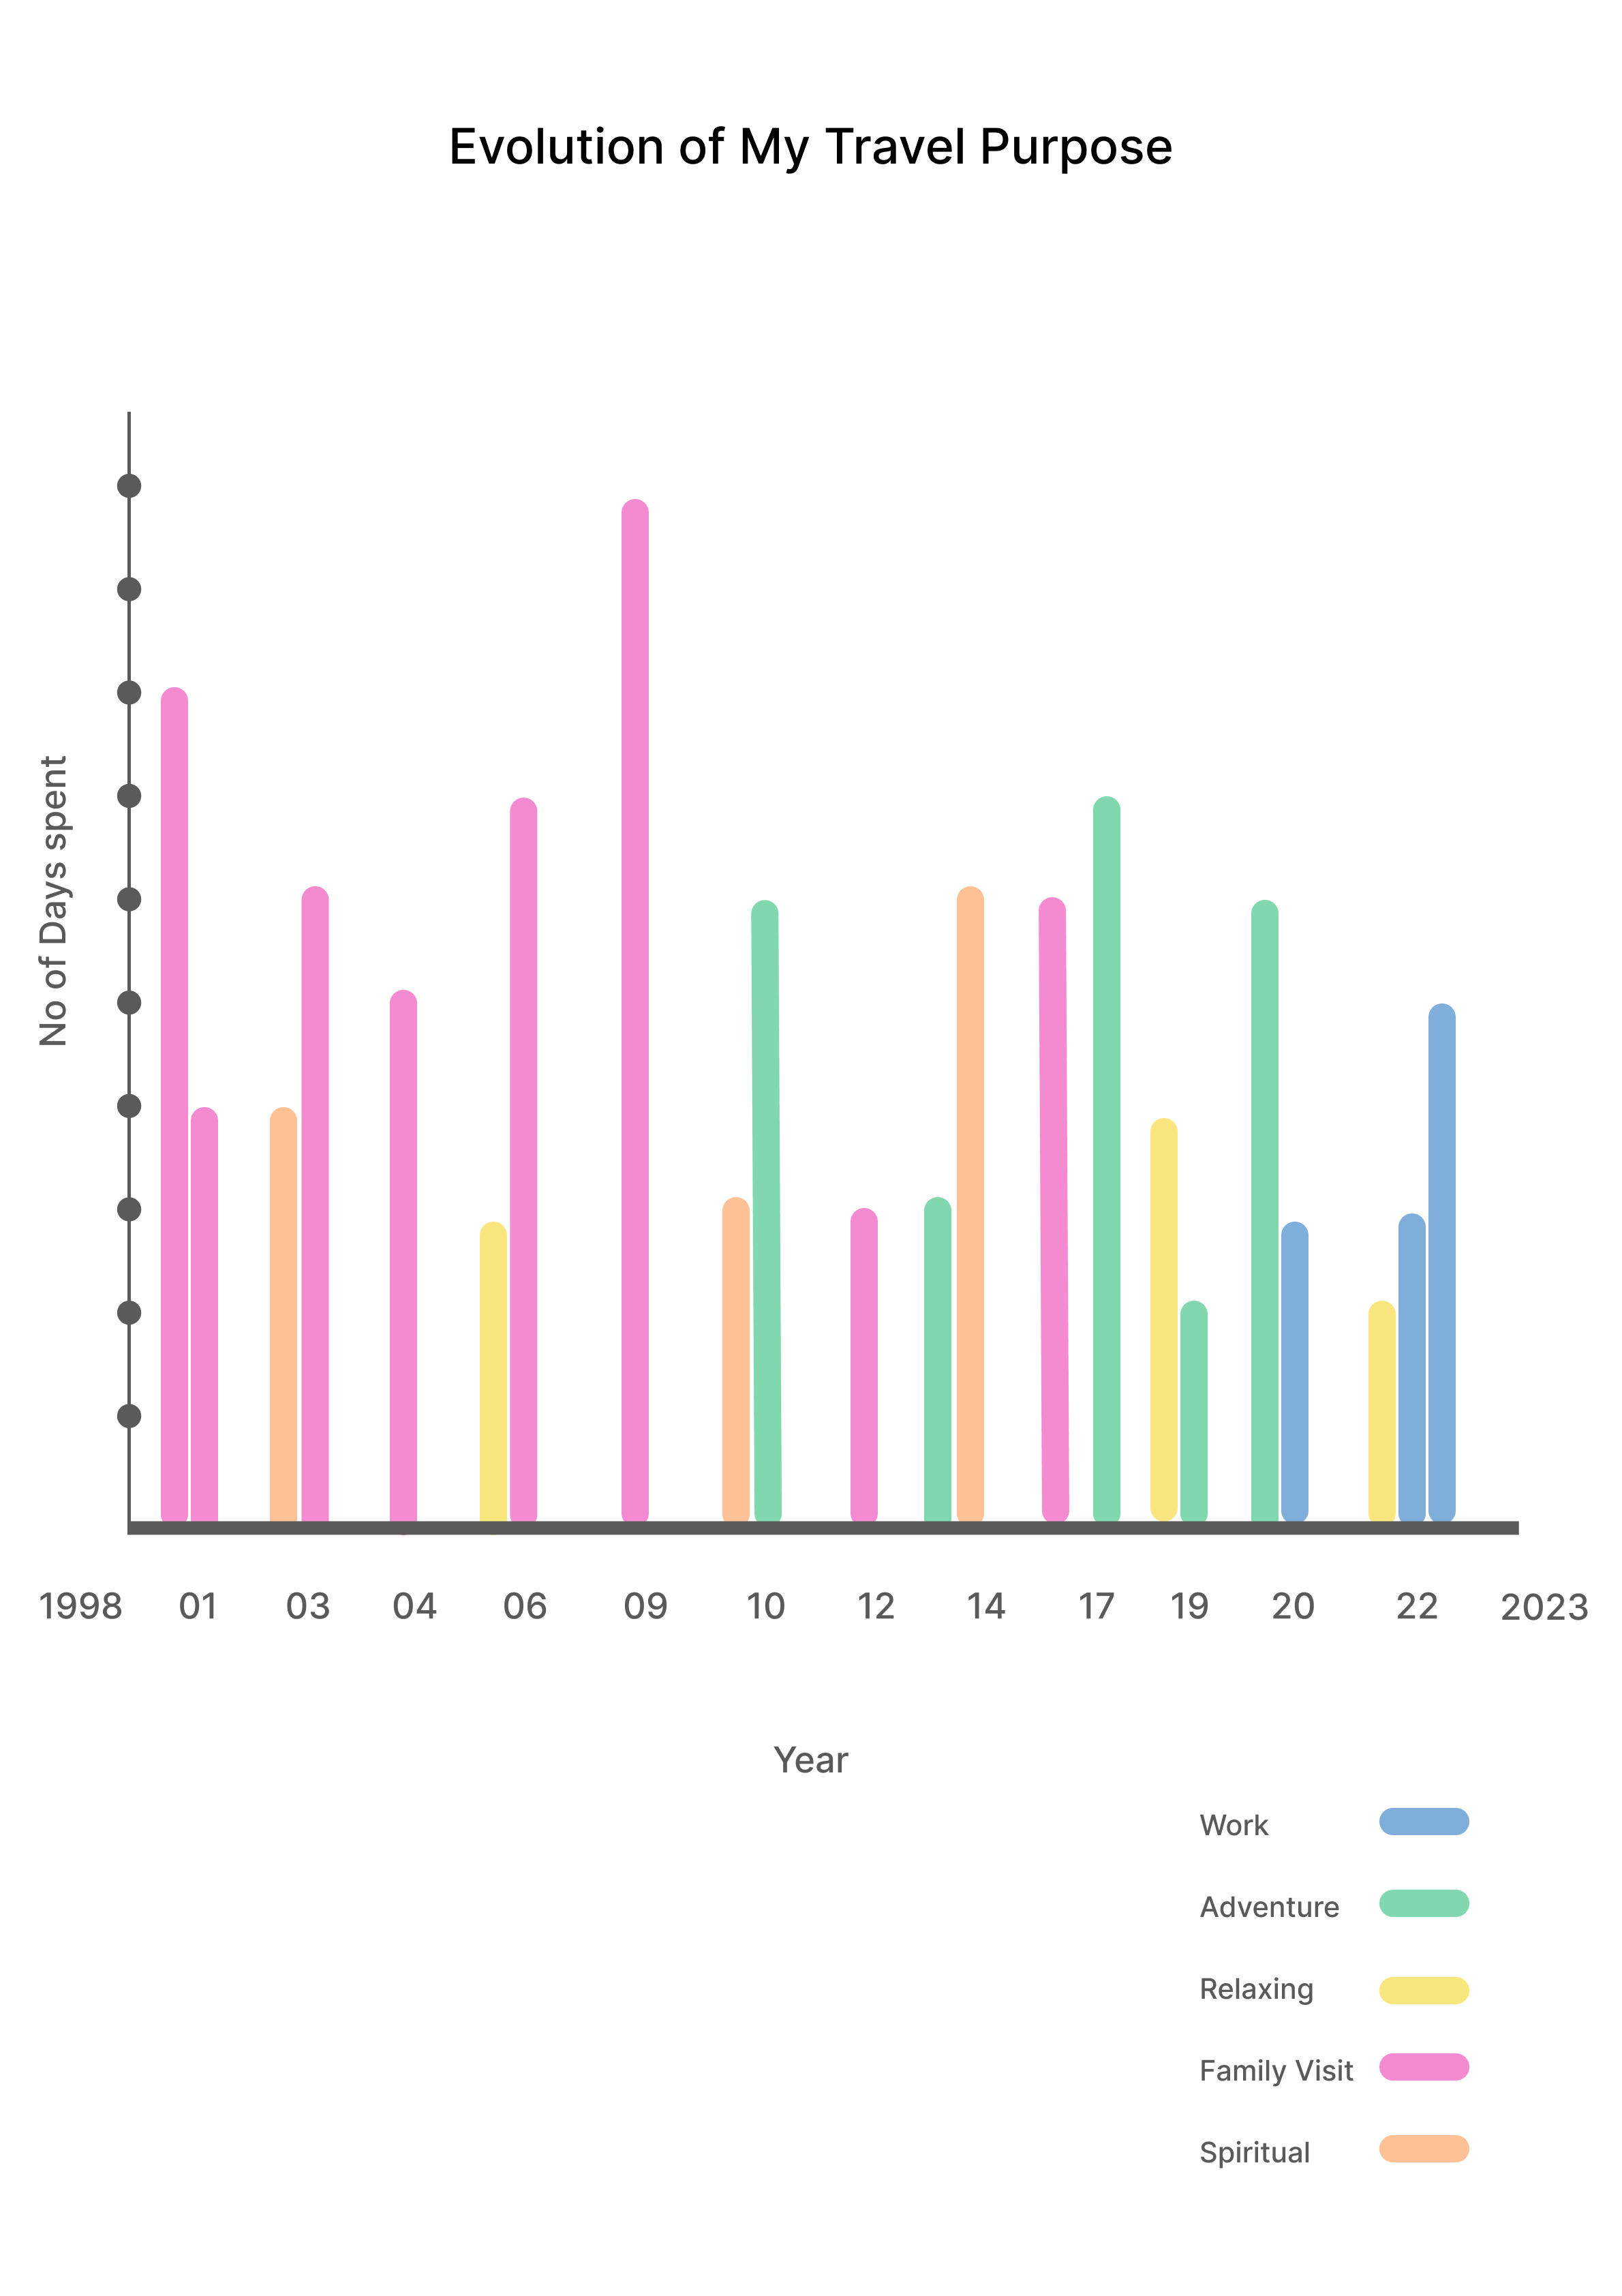 Evolution of My Travel Purpose
No of Days spent
1998 01 03 04 06 09 10 12 14 17 19 20 22 2023
Year
Work
Adventure
Relaxing
Family Visit
Spiritual